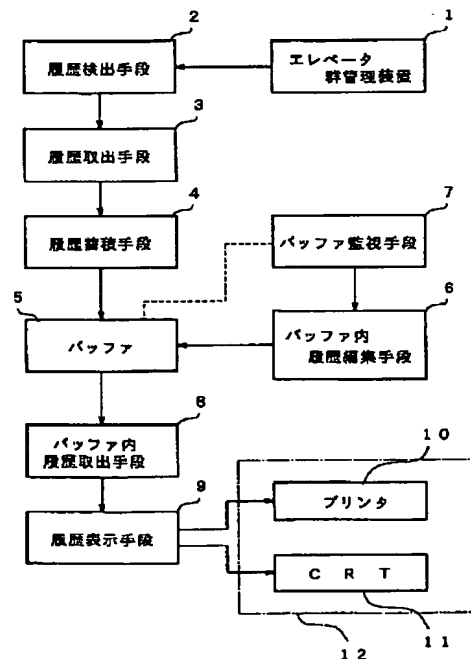 2
1
履歴検出手段
エレベータ
群管理装置
3
履歴取出手段
4
履歴蓄積手段
7
バッファ監視手段
5
6
バッファ
バッファ内
履歴編集手段
8
バッファ内
履歴取出手段
10
9
プリンタ
履歴表示手段
CRT
11
12